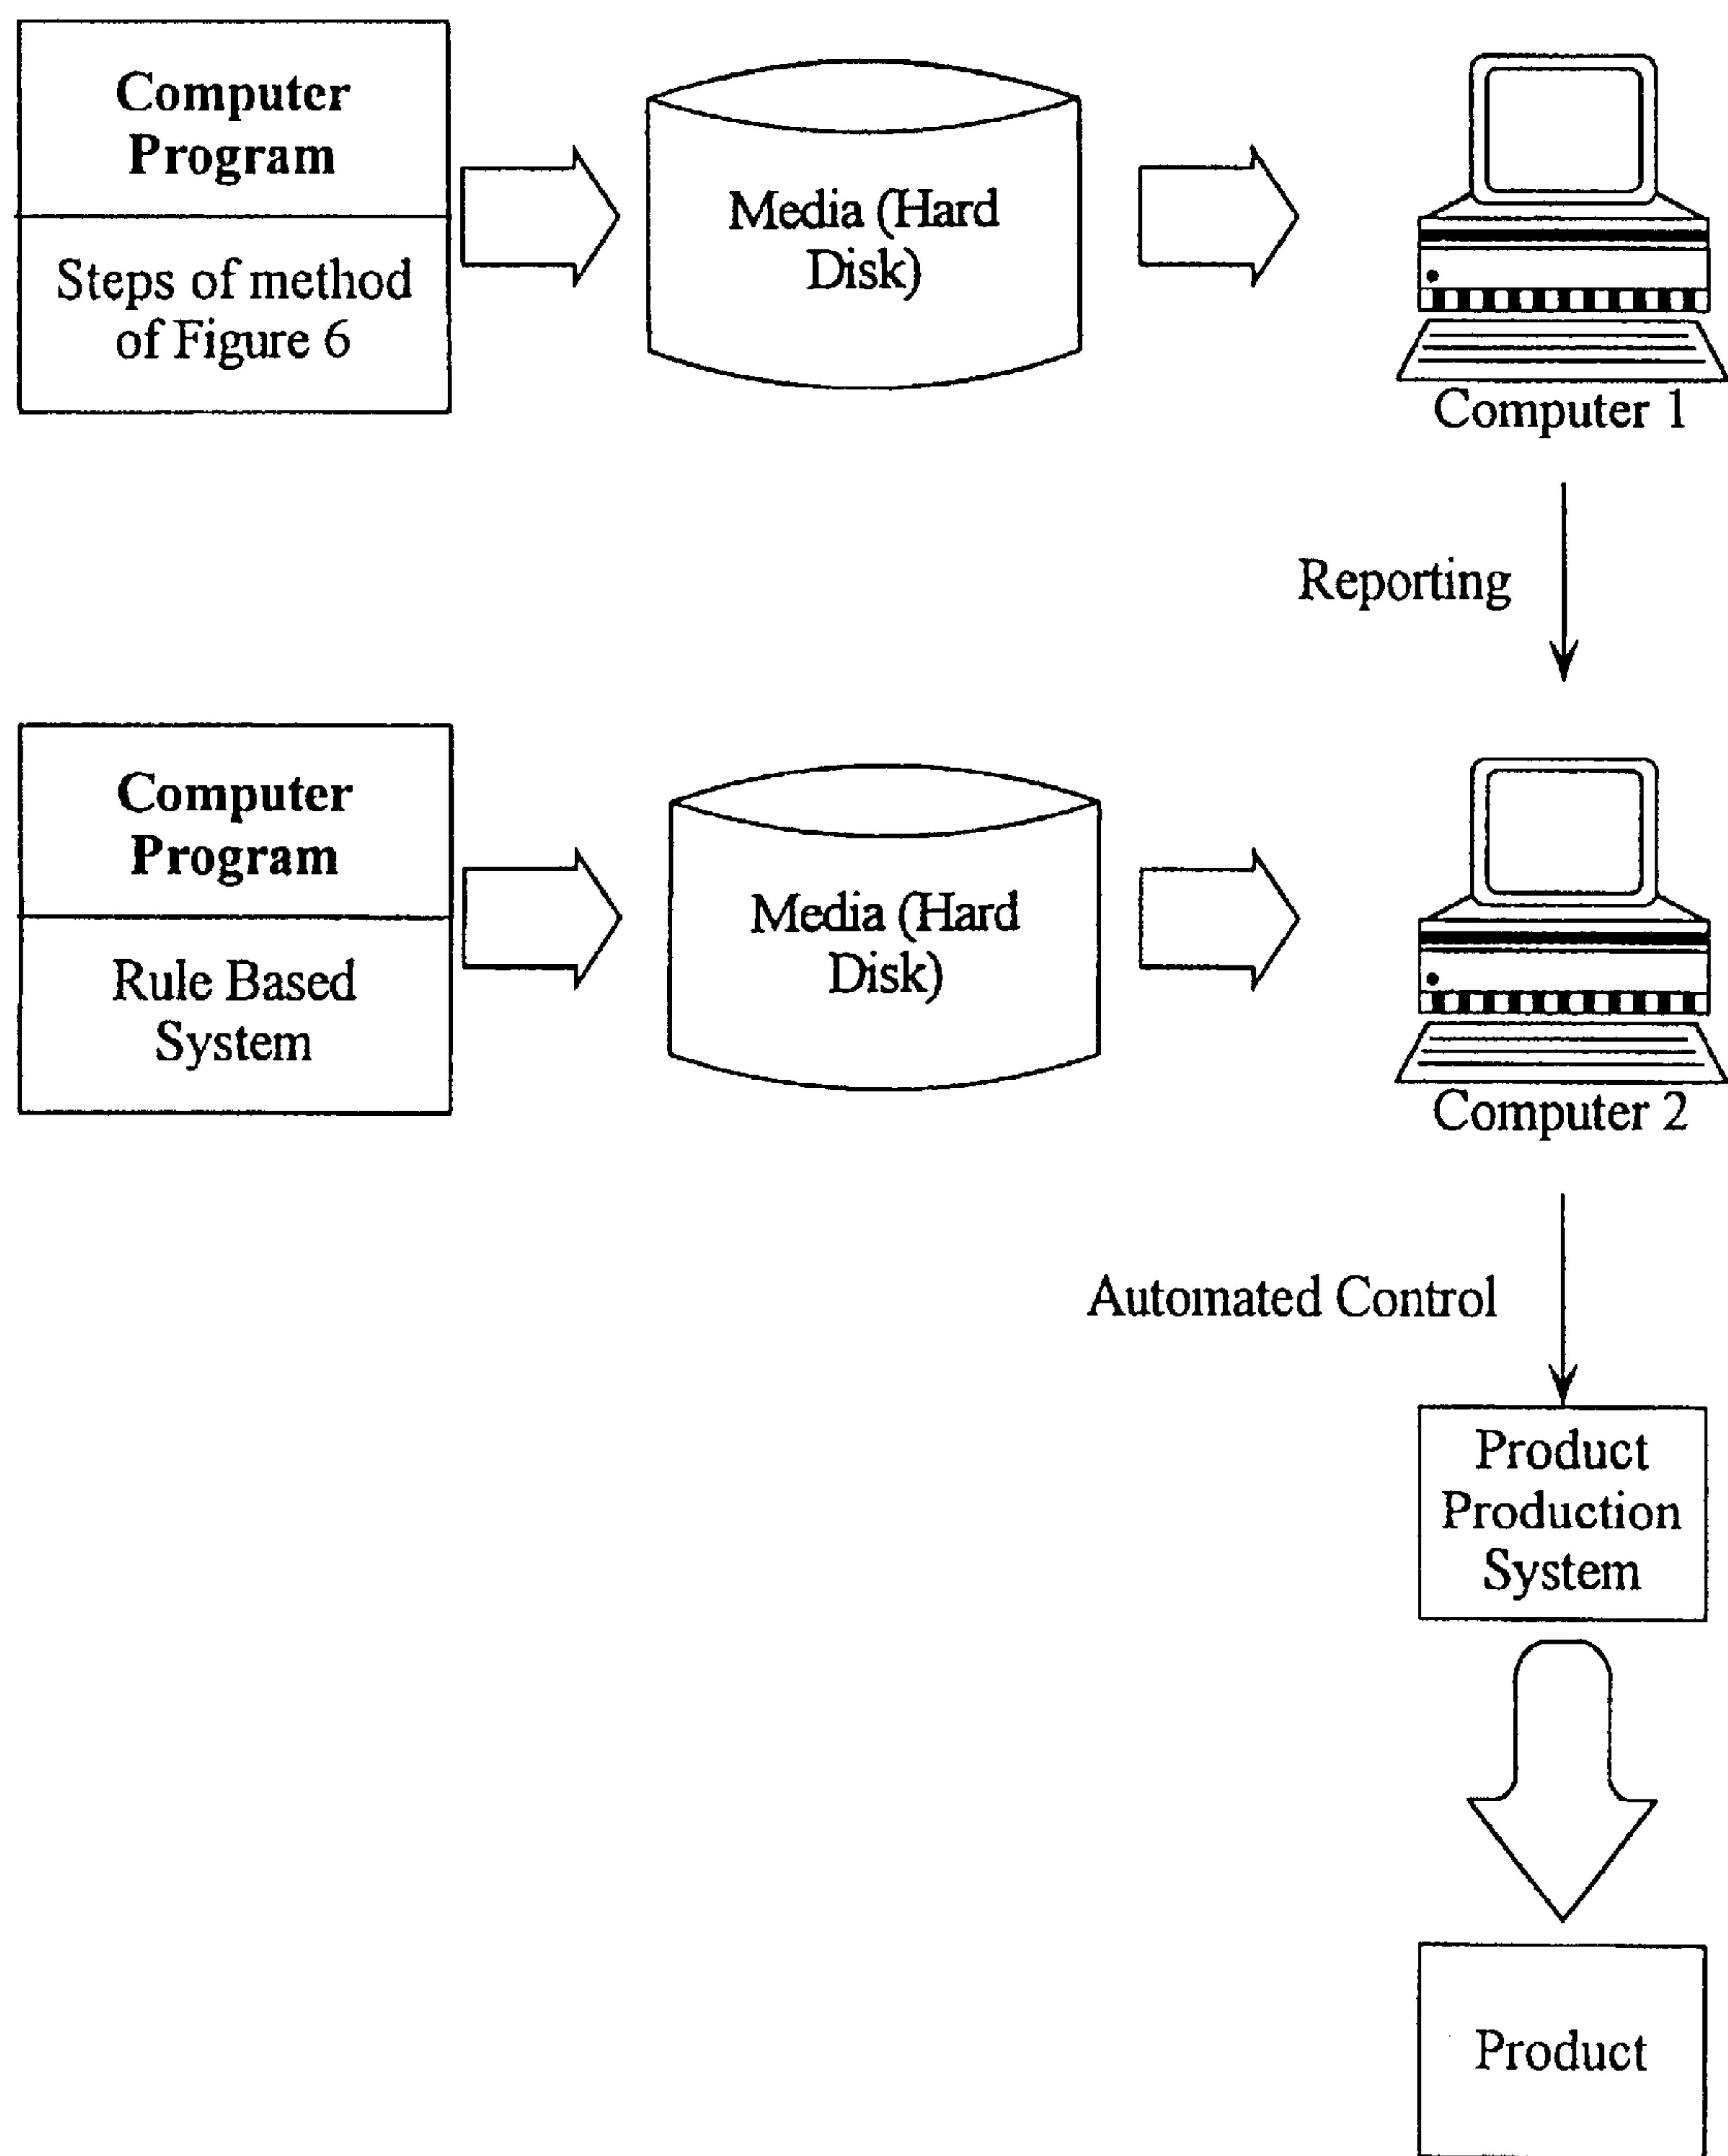 Computer
Program
Steps of method
of Figure 6
Media (Hard
Disk)
Computer 1
Reporting
Computer
Program
Rule Based
System
Media (Hard
Disk)
Computer 2
Automated Control
Product
Production
System
Product